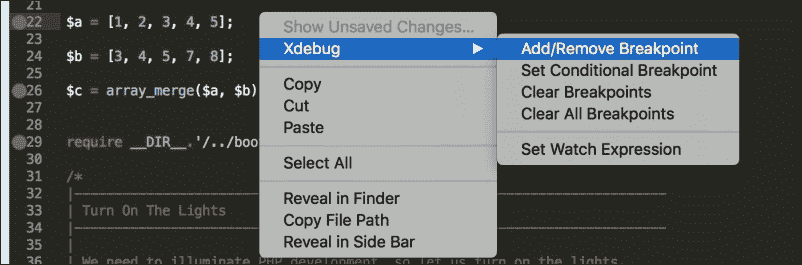 21
22 $a = [1, 2, 3, 4, 5];
23
24 $b = [3, 4, 5, 7, 8];
25
26 $c = array_merge($a, $b)
27
28
29 require __DIR__.'/../boo
30
31 /*
32 |
33 | Turn On The Lights
34 |
35 |
36 | We need to illuminate PHP development, so let us turn on the lights.
Show Unsaved Changes...
Xdebug
Copy
Cut
Paste
Select All
Reveal in Finder
Copy File Path
Reveal in Side Bar
Add/Remove Breakpoint
Set Conditional Breakpoint
Clear Breakpoints
Clear All Breakpoints
Set Watch Expression